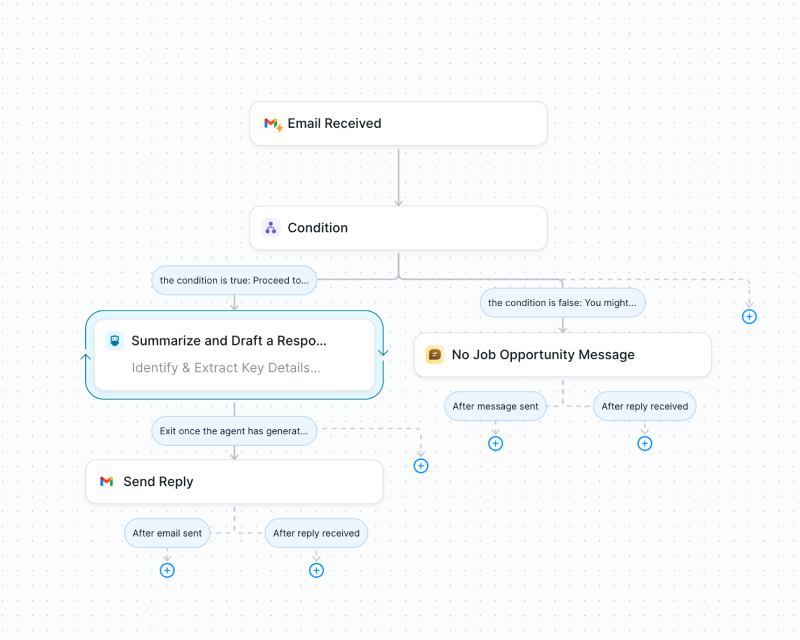 Email Received
Condition
the condition is true: Proceed to...
the condition is false: You might...
Summarize and Draft a Respo...
Identify & Extract Key Details...
No Job Opportunity Message
After message sent
After reply received
Exit once the agent has generat...
Send Reply
After email sent
After reply received